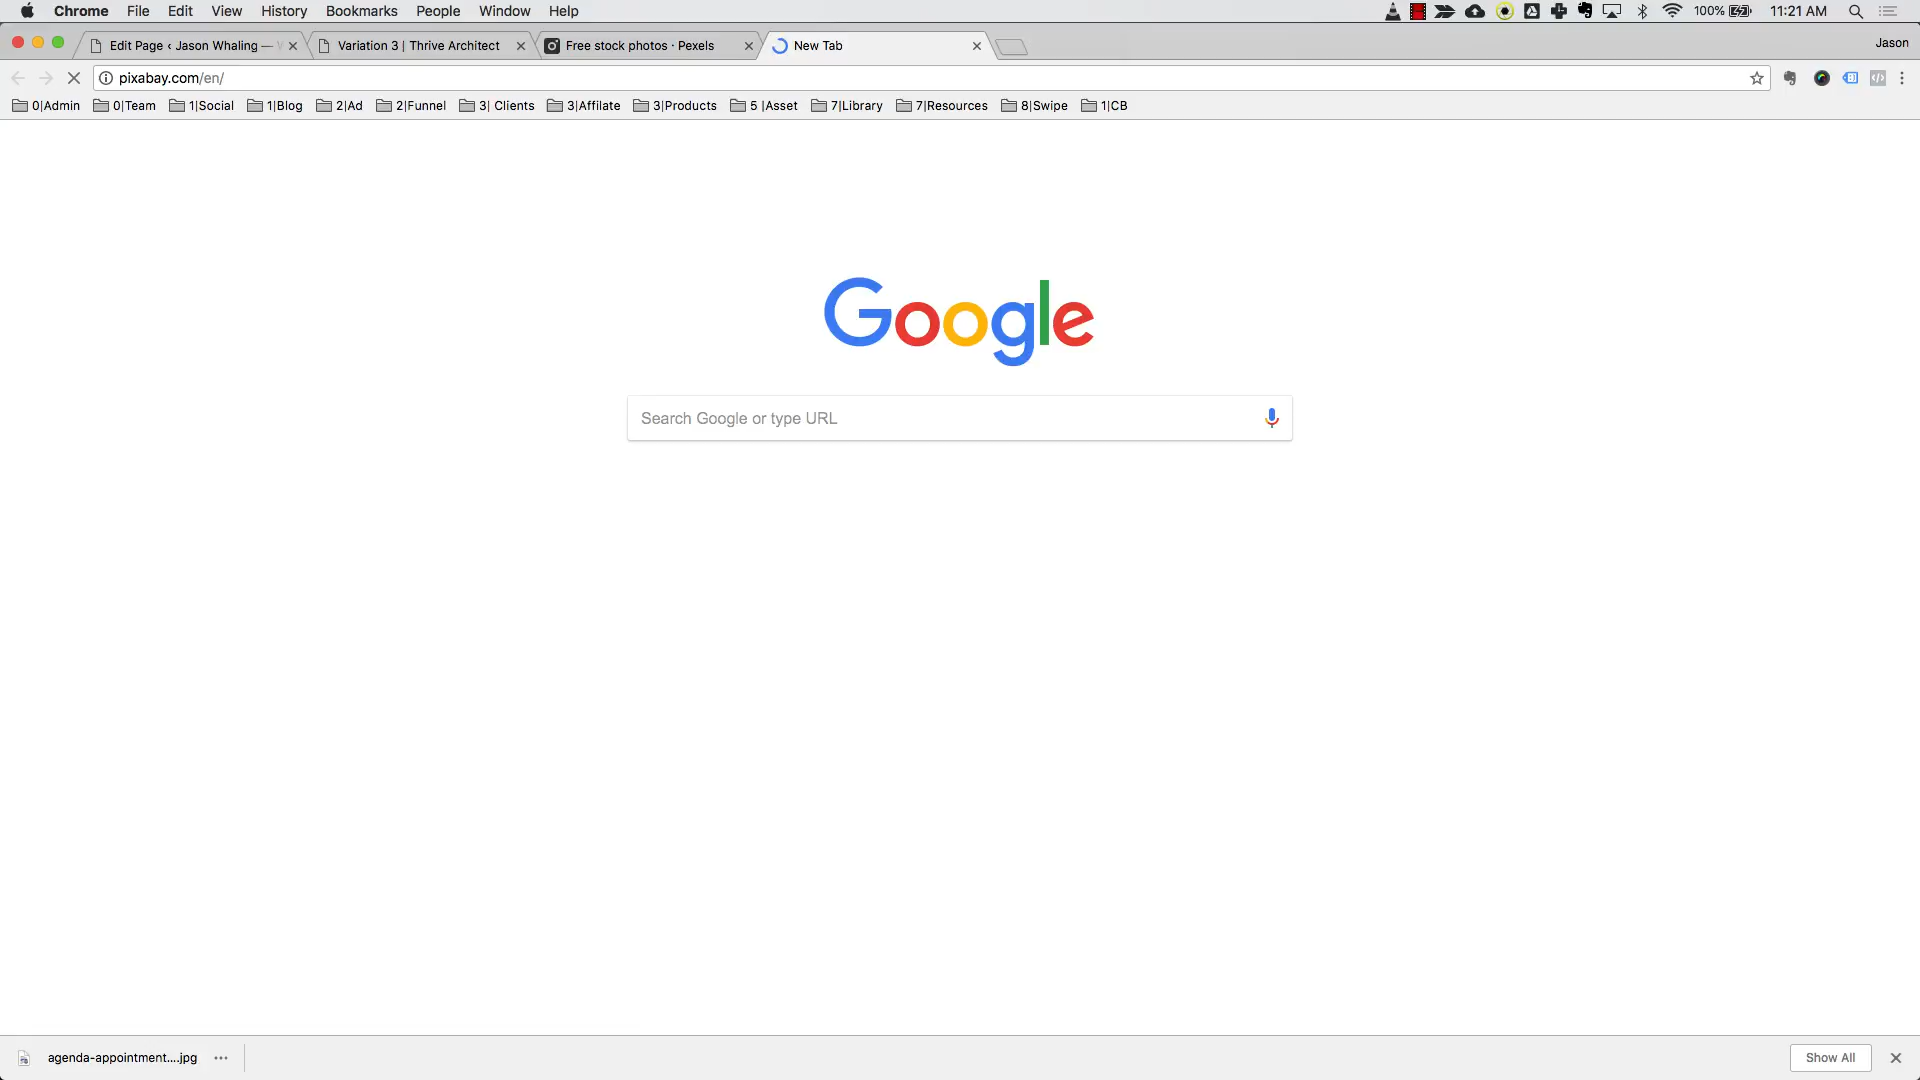 Chrome File Edit View History Bookmarks People Window Help 100% 11:21 AM
Edit Page ‹ Jason Whaling — Variation 3 | Thrive Architect Free stock photos · Pexels New Tab Jason
pixabay.com/en/
0|Admin 0|Team 1|Social 1|Blog 2|Ad 2|Funnel 3| Clients 3|Affilate 3|Products 5 |Asset 7|Library 7|Resources 8|Swipe 1|CB
Google
Search Google or type URL
agenda-appointment....jpg Show All